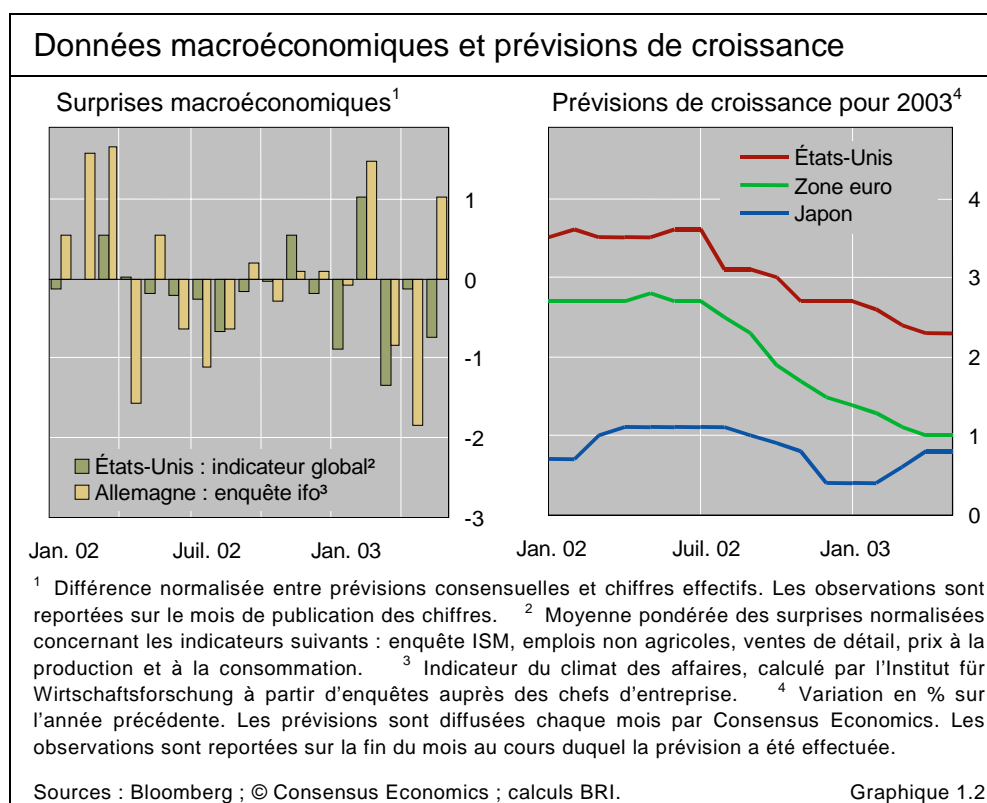 Données macroéconomiques et prévisions de croissance
Surprises macroéconomiques¹
1
0
-1
-2
-3
États-Unis : indicateur global²
Allemagne : enquête ifo³
Jan. 02 Juil. 02 Jan. 03
Prévisions de croissance pour 2003⁴
États-Unis
Zone euro
Japon
4
3
2
1
0
Jan. 02 Juil. 02 Jan. 03
¹ Différence normalisée entre prévisions consensuelles et chiffres effectifs. Les observations sont
reportées sur le mois de publication des chiffres. ² Moyenne pondérée des surprises normalisées
concernant les indicateurs suivants : enquête ISM, emplois non agricoles, ventes de détail, prix à la
production et à la consommation. ³ Indicateur du climat des affaires, calculé par l'Institut für
Wirtschaftsforschung à partir d'enquêtes auprès des chefs d'entreprise. ⁴ Variation en % sur
l'année précédente. Les prévisions sont diffusées chaque mois par Consensus Economics. Les
observations sont reportées sur la fin du mois au cours duquel la prévision a été effectuée.
Sources : Bloomberg ; © Consensus Economics ; calculs BRI. Graphique 1.2